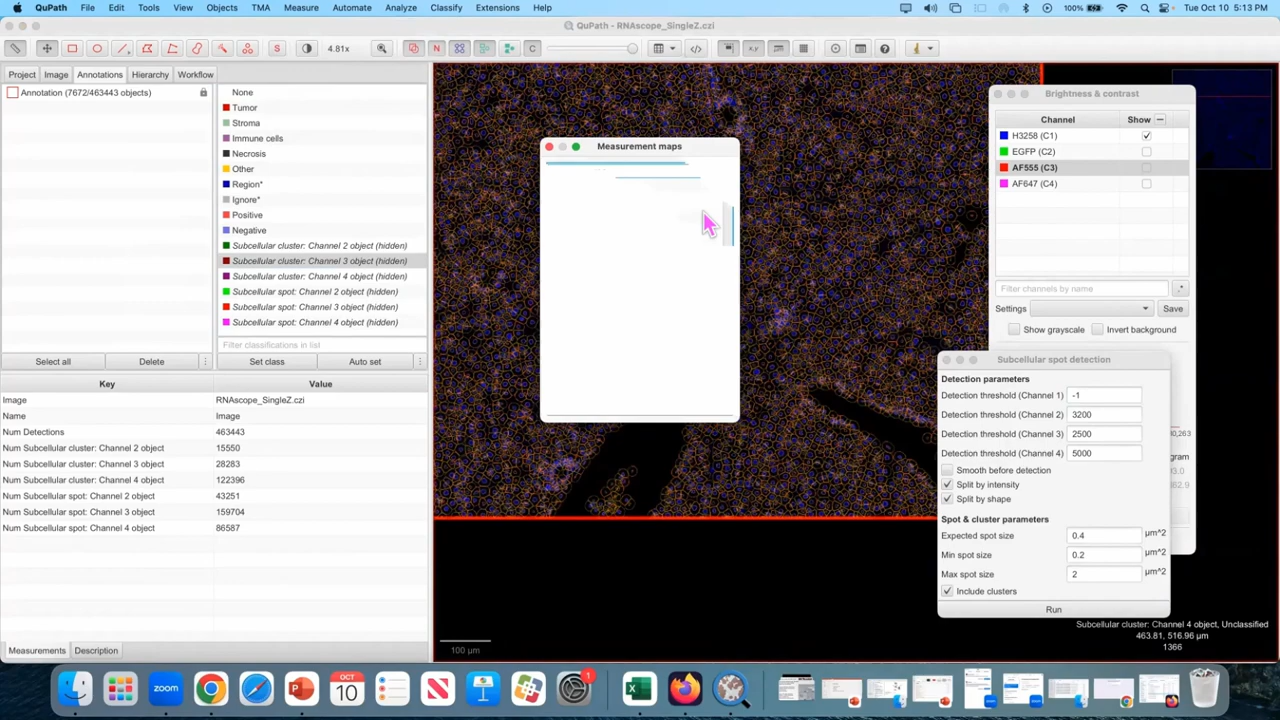 QuPath File Edit Tools View Objects TMA Measure Automate Analyze Classify Extensions Help 100% Tue Oct 10 5:13 PM
QuPath - RNAscope_SingleZ.czi
S 4.81x N C x,y
Project Image Annotations Hierarchy Workflow
Annotation (7672/463443 objects)
None
Tumor
Stroma
Immune cells
Necrosis
Other
Region*
Ignore*
Positive
Negative
Subcellular cluster: Channel 2 object (hidden)
Subcellular cluster: Channel 3 object (hidden)
Subcellular cluster: Channel 4 object (hidden)
Subcellular spot: Channel 2 object (hidden)
Subcellular spot: Channel 3 object (hidden)
Subcellular spot: Channel 4 object (hidden)
Filter classifications in list
Select all Delete Set class Auto set
Key Value
Image RNAscope_SingleZ.czi
Name Image
Num Detections 463443
Num Subcellular cluster: Channel 2 object 15550
Num Subcellular cluster: Channel 3 object 28283
Num Subcellular cluster: Channel 4 object 122396
Num Subcellular spot: Channel 2 object 43251
Num Subcellular spot: Channel 3 object 159704
Num Subcellular spot: Channel 4 object 86587
Measurements Description
Measurement maps
100 µm
Brightness & contrast
Channel Show
H3258 (C1)
EGFP (C2)
AF555 (C3)
AF647 (C4)
Filter channels by name .*
Settings Save
Show grayscale Invert background
Subcellular spot detection
Detection parameters
Detection threshold (Channel 1) -1
Detection threshold (Channel 2) 3200
Detection threshold (Channel 3) 2500
Detection threshold (Channel 4) 5000
Smooth before detection
Split by intensity
Split by shape
Spot & cluster parameters
Expected spot size 0.4 µm^2
Min spot size 0.2 µm^2
Max spot size 2 µm^2
Include clusters
Run
Subcellular cluster: Channel 4 object, Unclassified
463.81, 516.96 µm
1366
OCT
10
zoom
1